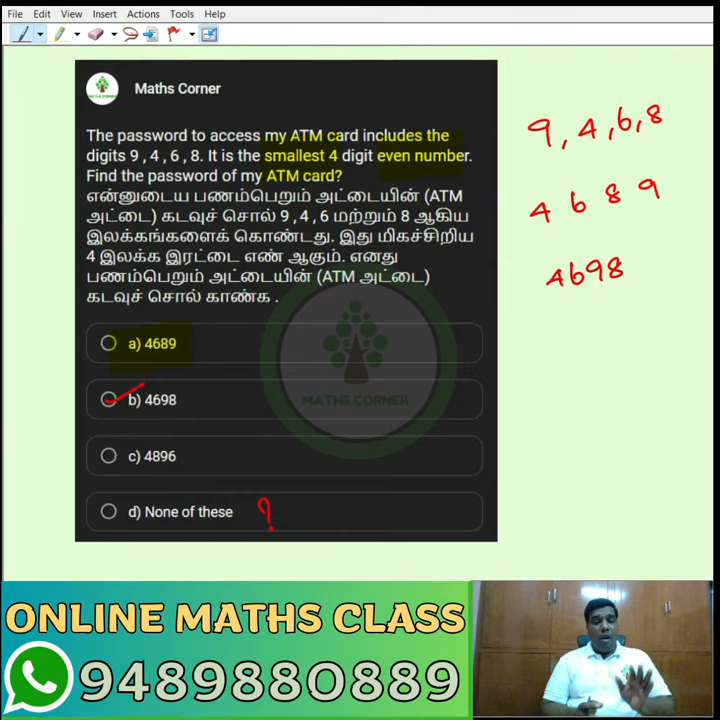 File Edit View Insert Actions Tools Help
Maths Corner
The password to access my ATM card includes the
digits 9 , 4 , 6 , 8. It is the smallest 4 digit even number.
Find the password of my ATM card?
என்னுடைய பணம்பெறும் அட்டையின் (ATM
அட்டை) கடவுச் சொல் 9 , 4 , 6 மற்றும் 8 ஆகிய
இலக்கங்களைக் கொண்டது. இது மிகச்சிறிய
4 இலக்க இரட்டை எண் ஆகும். எனது
பணம்பெறும் அட்டையின் (ATM அட்டை)
கடவுச் சொல் காண்க .
a) 4689
b) 4698
c) 4896
d) None of these ?
MATHS CORNER
9, 4, 6, 8
4 6 8 9
4698
ONLINE MATHS CLASS
9489880889